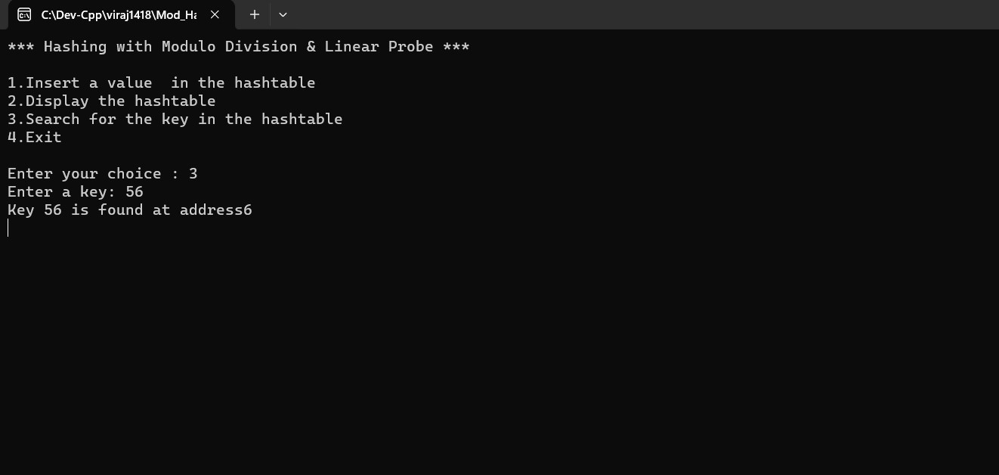 C:\Dev-Cpp\viraj1418\Mod_Ha
*** Hashing with Modulo Division & Linear Probe ***
1.Insert a value  in the hashtable
2.Display the hashtable
3.Search for the key in the hashtable
4.Exit
Enter your choice : 3
Enter a key: 56
Key 56 is found at address6